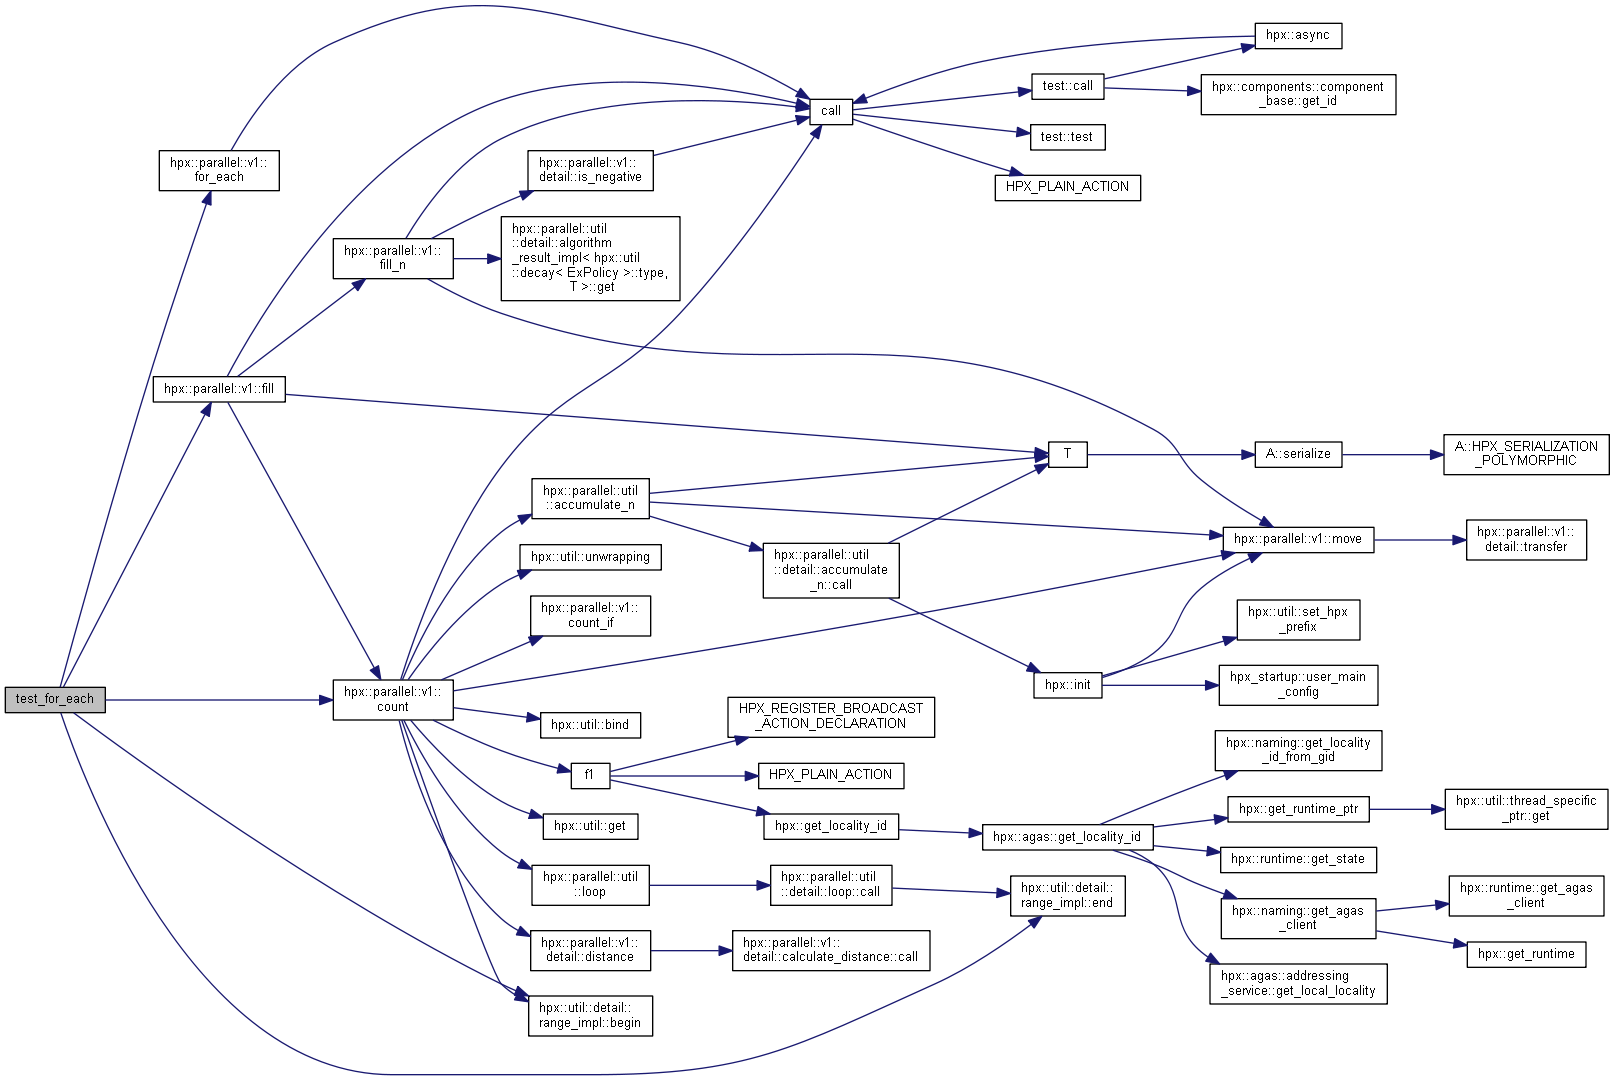 test_for_each
hpx::parallel::v1::
for_each
hpx::parallel::v1::fill
hpx::parallel::v1::
fill_n
hpx::parallel::v1::
count
hpx::parallel::v1::
detail::is_negative
hpx::parallel::util
::detail::algorithm
_result_impl< hpx::util
::decay< ExPolicy >::type,
T >::get
hpx::parallel::util
::accumulate_n
hpx::util::unwrapping
hpx::parallel::v1::
count_if
hpx::util::bind
f1
hpx::util::get
hpx::parallel::util
::loop
hpx::parallel::v1::
detail::distance
hpx::util::detail::
range_impl::begin
call
hpx::parallel::util
::detail::accumulate
_n::call
HPX_REGISTER_BROADCAST
_ACTION_DECLARATION
HPX_PLAIN_ACTION
hpx::get_locality_id
hpx::parallel::util
::detail::loop::call
hpx::parallel::v1::
detail::calculate_distance::call
test::call
test::test
HPX_PLAIN_ACTION
T
hpx::init
hpx::agas::get_locality_id
hpx::util::detail::
range_impl::end
hpx::async
hpx::components::component
_base::get_id
A::serialize
hpx::parallel::v1::move
hpx::util::set_hpx
_prefix
hpx_startup::user_main
_config
hpx::naming::get_locality
_id_from_gid
hpx::get_runtime_ptr
hpx::runtime::get_state
hpx::naming::get_agas
_client
hpx::agas::addressing
_service::get_local_locality
A::HPX_SERIALIZATION
_POLYMORPHIC
hpx::parallel::v1::
detail::transfer
hpx::util::thread_specific
_ptr::get
hpx::runtime::get_agas
_client
hpx::get_runtime